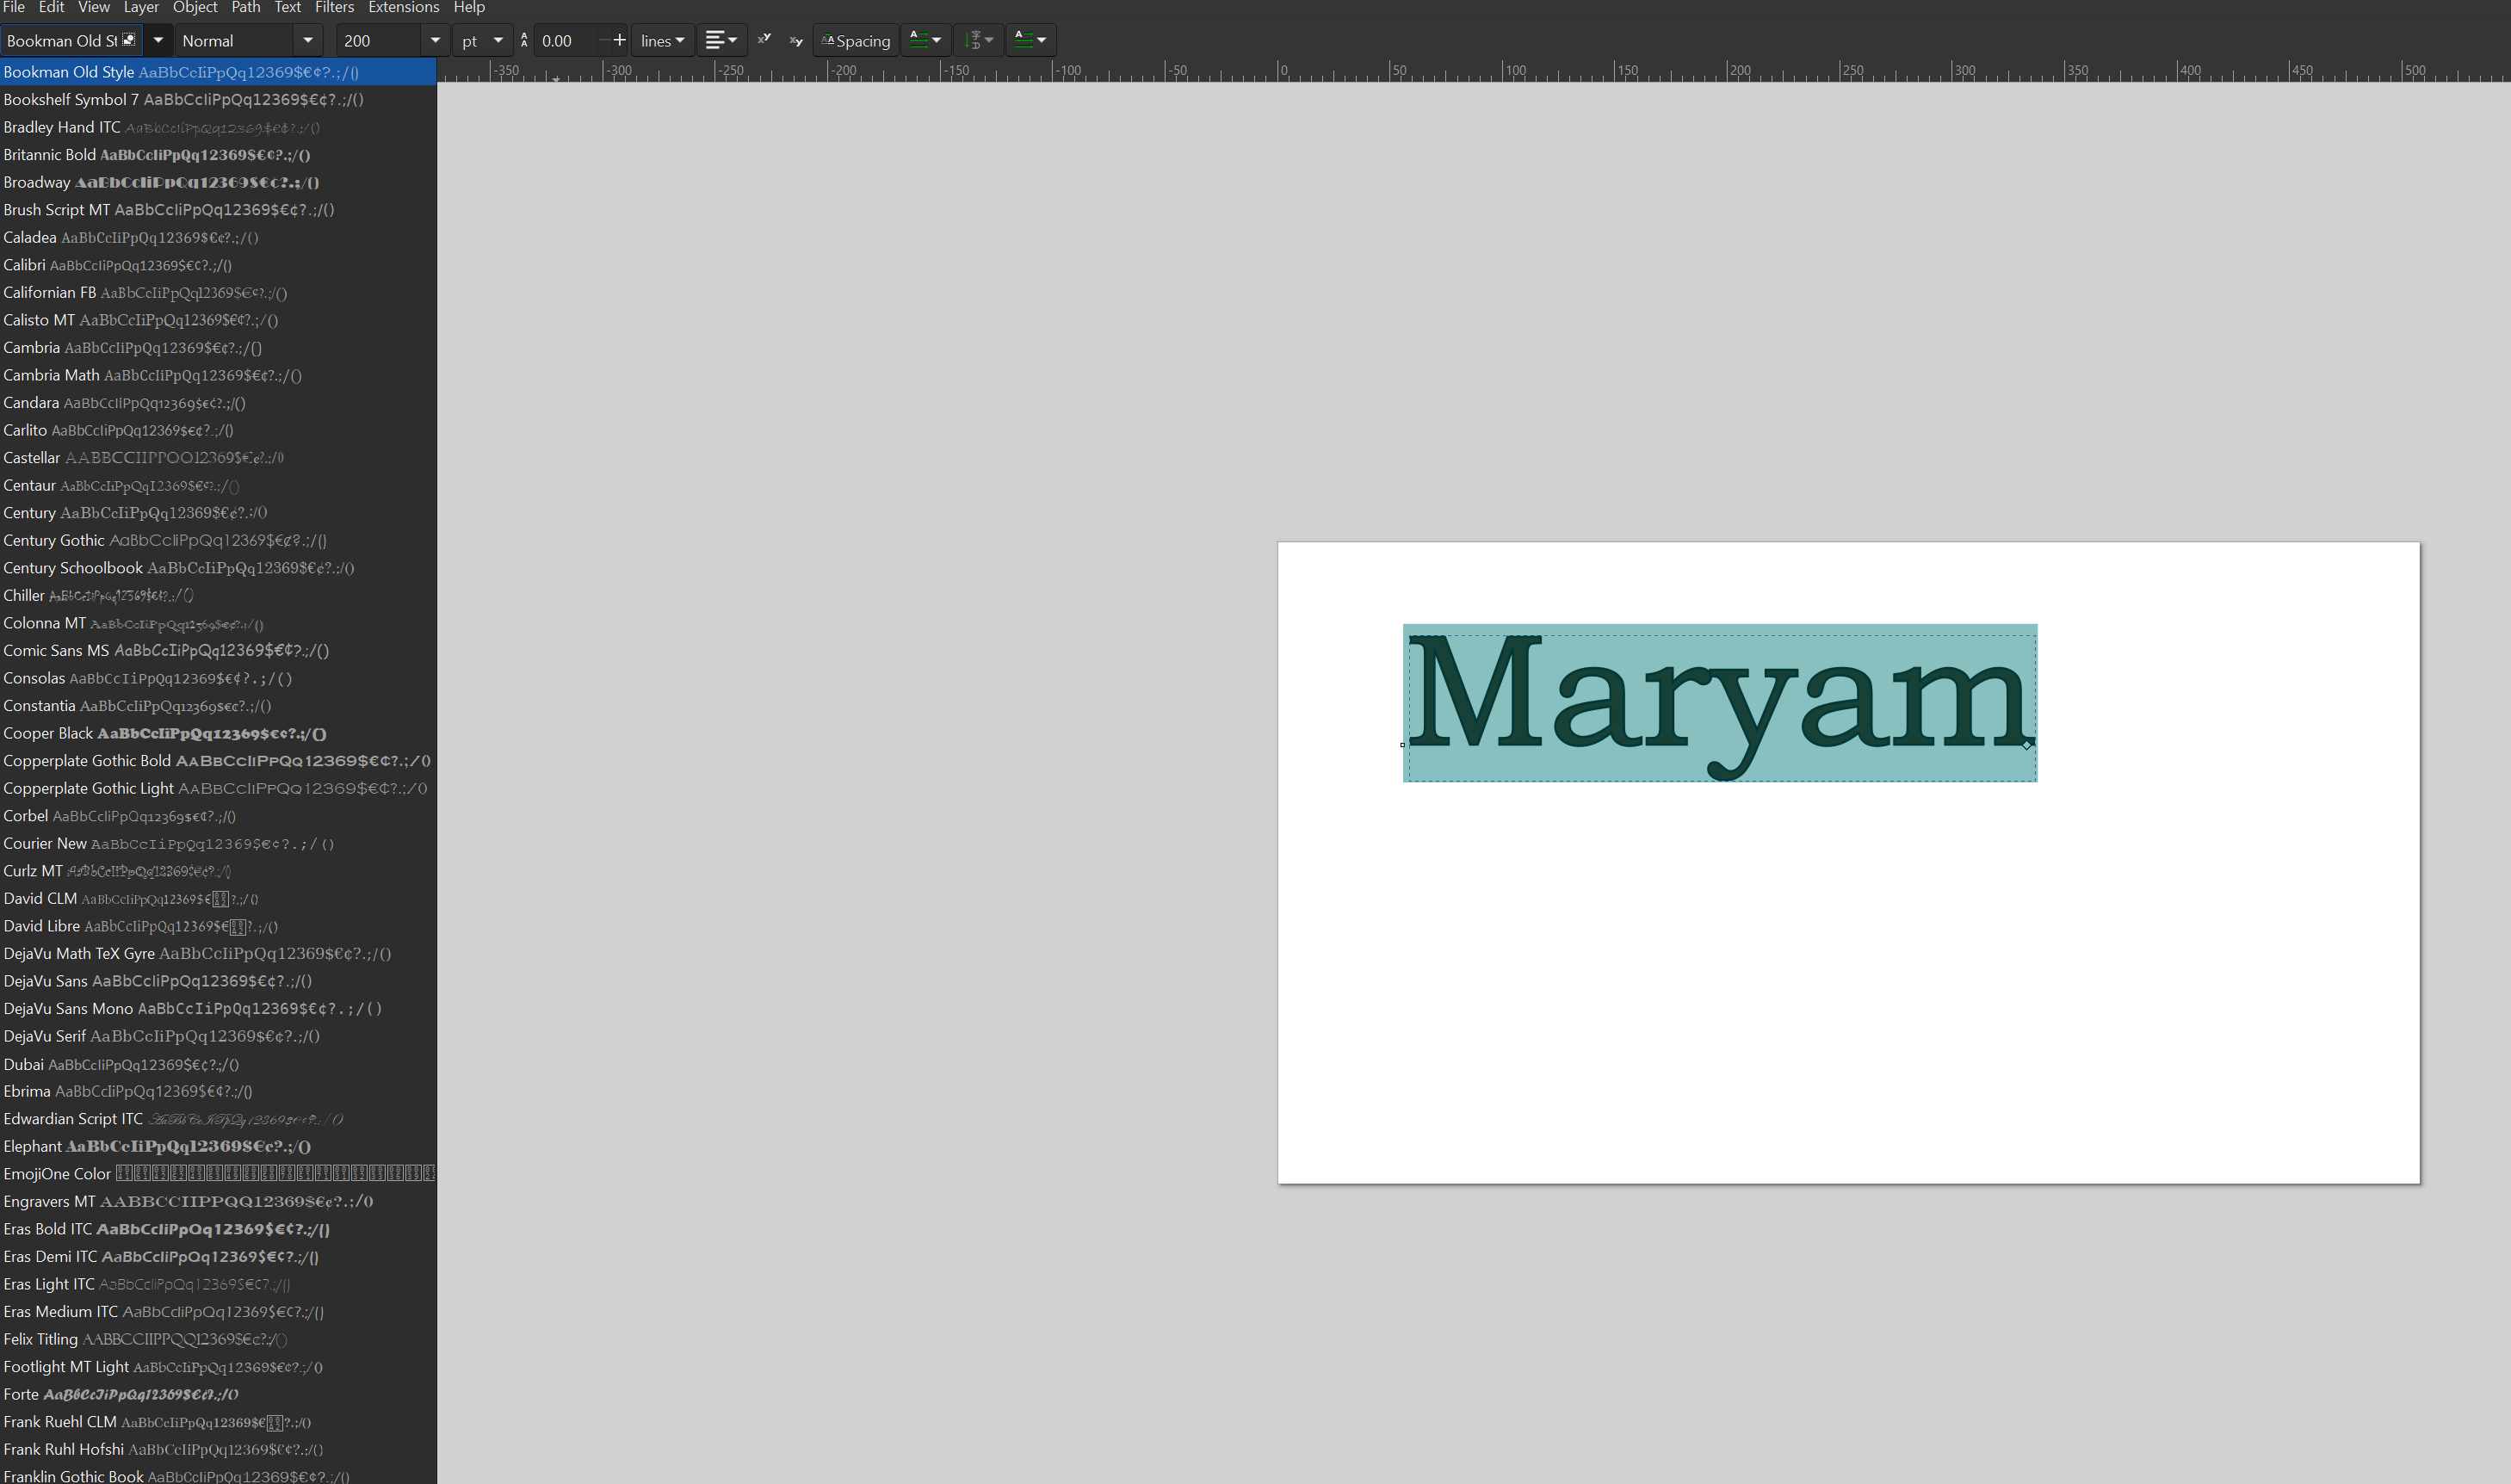 File Edit View Layer Object Path Text Filters Extensions Help
Bookman Old St Normal 200 pt 0.00 lines Spacing
-350 -300 -250 -200 -150 -100 -50 0 50 100 150 200 250 300 350 400 450 500
Bookman Old Style AaBbCcIiPpQq12369$€¢?.;/()
Bookshelf Symbol 7 AaBbCcIiPpQq12369$€¢?.;/()
Bradley Hand ITC AaBbCcIiPpQq12369$€¢?.;/()
Britannic Bold AaBbCcIiPpQq12369$€¢?.;/()
Broadway AaBbCcIiPpQq12369$€¢?.;/()
Brush Script MT AaBbCcIiPpQq12369$€¢?.;/()
Caladea AaBbCcIiPpQq12369$€¢?.;/()
Calibri AaBbCcIiPpQq12369$€¢?.;/()
Californian FB AaBbCcIiPpQq12369$€¢?.;/()
Calisto MT AaBbCcIiPpQq12369$€¢?.;/()
Cambria AaBbCcIiPpQq12369$€¢?.;/()
Cambria Math AaBbCcIiPpQq12369$€¢?.;/()
Candara AaBbCcIiPpQq12369$€¢?.;/()
Carlito AaBbCcIiPpQq12369$€¢?.;/()
Castellar AABBCCIIPPQQ12369$€¢?.;/()
Centaur AaBbCcIiPpQq12369$€¢?.;/()
Century AaBbCcIiPpQq12369$€¢?.;/()
Century Gothic AaBbCcIiPpQq12369$€¢?.;/()
Century Schoolbook AaBbCcIiPpQq12369$€¢?.;/()
Chiller AaBbCcIiPpQq12369$€¢?.;/()
Colonna MT AaBbCcIiPpQq12369$€¢?.;/()
Comic Sans MS AaBbCcIiPpQq12369$€¢?.;/()
Consolas AaBbCcIiPpQq12369$€¢?.;/()
Constantia AaBbCcIiPpQq12369$€¢?.;/()
Cooper Black AaBbCcIiPpQq12369$€¢?.;/()
Copperplate Gothic Bold AaBbCcIiPpQq12369$€¢?.;/()
Copperplate Gothic Light AaBbCcIiPpQq12369$€¢?.;/()
Corbel AaBbCcIiPpQq12369$€¢?.;/()
Courier New AaBbCcIiPpQq12369$€¢?.;/()
Curlz MT AaBbCcIiPpQq12369$€¢?.;/()
David CLM AaBbCcIiPpQq12369$€?.;/()
David Libre AaBbCcIiPpQq12369$€?.;/()
DejaVu Math TeX Gyre AaBbCcIiPpQq12369$€¢?.;/()
DejaVu Sans AaBbCcIiPpQq12369$€¢?.;/()
DejaVu Sans Mono AaBbCcIiPpQq12369$€¢?.;/()
DejaVu Serif AaBbCcIiPpQq12369$€¢?.;/()
Dubai AaBbCcIiPpQq12369$€¢?.;/()
Ebrima AaBbCcIiPpQq12369$€¢?.;/()
Edwardian Script ITC AaBbCcIiPpQq12369$€¢?.;/()
Elephant AaBbCcIiPpQq12369$€¢?.;/()
EmojiOne Color
Engravers MT AABBCCIIPPQQ12369$€¢?.;/()
Eras Bold ITC AaBbCcIiPpQq12369$€¢?.;/()
Eras Demi ITC AaBbCcIiPpQq12369$€¢?.;/()
Eras Light ITC AaBbCcIiPpQq12369$€¢?.;/()
Eras Medium ITC AaBbCcIiPpQq12369$€¢?.;/()
Felix Titling AABBCCIIPPQQ12369$€¢?.;/()
Footlight MT Light AaBbCcIiPpQq12369$€¢?.;/()
Forte AaBbCcIiPpQq12369$€¢?.;/()
Frank Ruehl CLM AaBbCcIiPpQq12369$€?.;/()
Frank Ruhl Hofshi AaBbCcIiPpQq12369$€¢?.;/()
Franklin Gothic Book AaBbCcIiPpQq12369$€¢?.;/()
Maryam